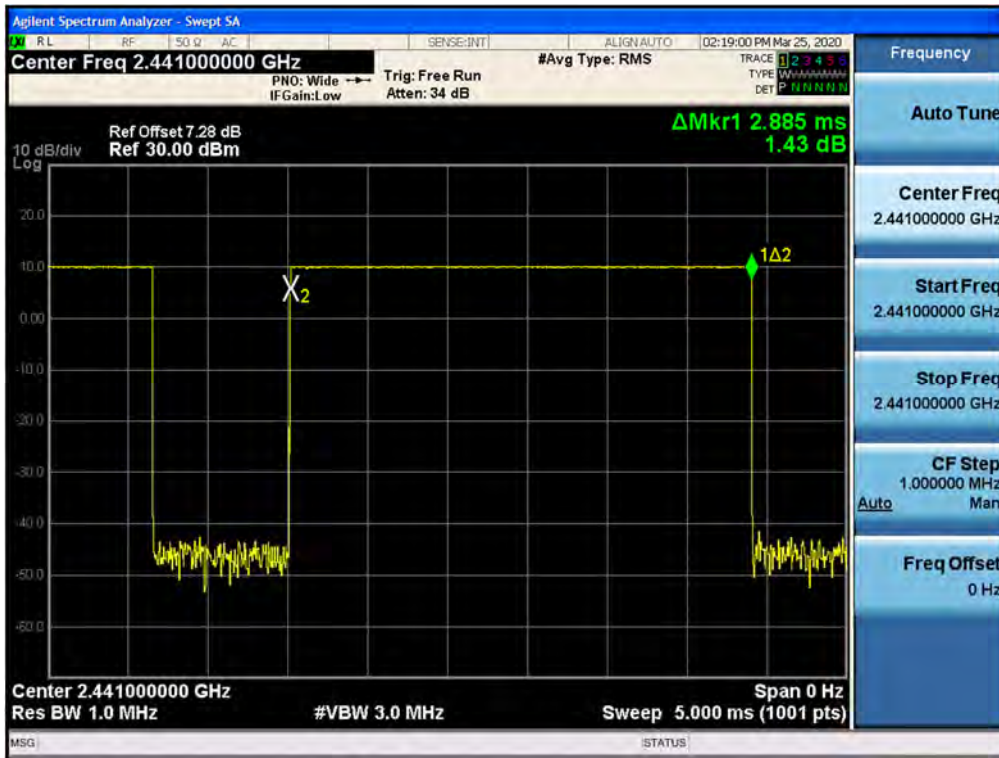 Agilent Spectrum Analyzer - Swept SA
LXI RL RF 50 Ω AC SENSE:INT ALIGN AUTO 02:19:00 PM Mar 25, 2020
Center Freq 2.441000000 GHz
#Avg Type: RMS
TRACE 1 2 3 4 5 6
PNO: Wide
Trig: Free Run
TYPE W
IFGain:Low
Atten: 34 dB
DET P N N N N N
ΔMkr1 2.885 ms
1.43 dB
Ref Offset 7.28 dB
10 dB/div Ref 30.00 dBm
Log
20.0
10.0
0.00
-10.0
-20.0
-30.0
-40.0
-50.0
-60.0
1Δ2
2
Center 2.441000000 GHz Span 0 Hz
Res BW 1.0 MHz #VBW 3.0 MHz Sweep 5.000 ms (1001 pts)
MSG STATUS
Frequency
Auto Tune
Center Freq
2.441000000 GHz
Start Freq
2.441000000 GHz
Stop Freq
2.441000000 GHz
CF Step
1.000000 MHz
Auto Man
Freq Offset
0 Hz